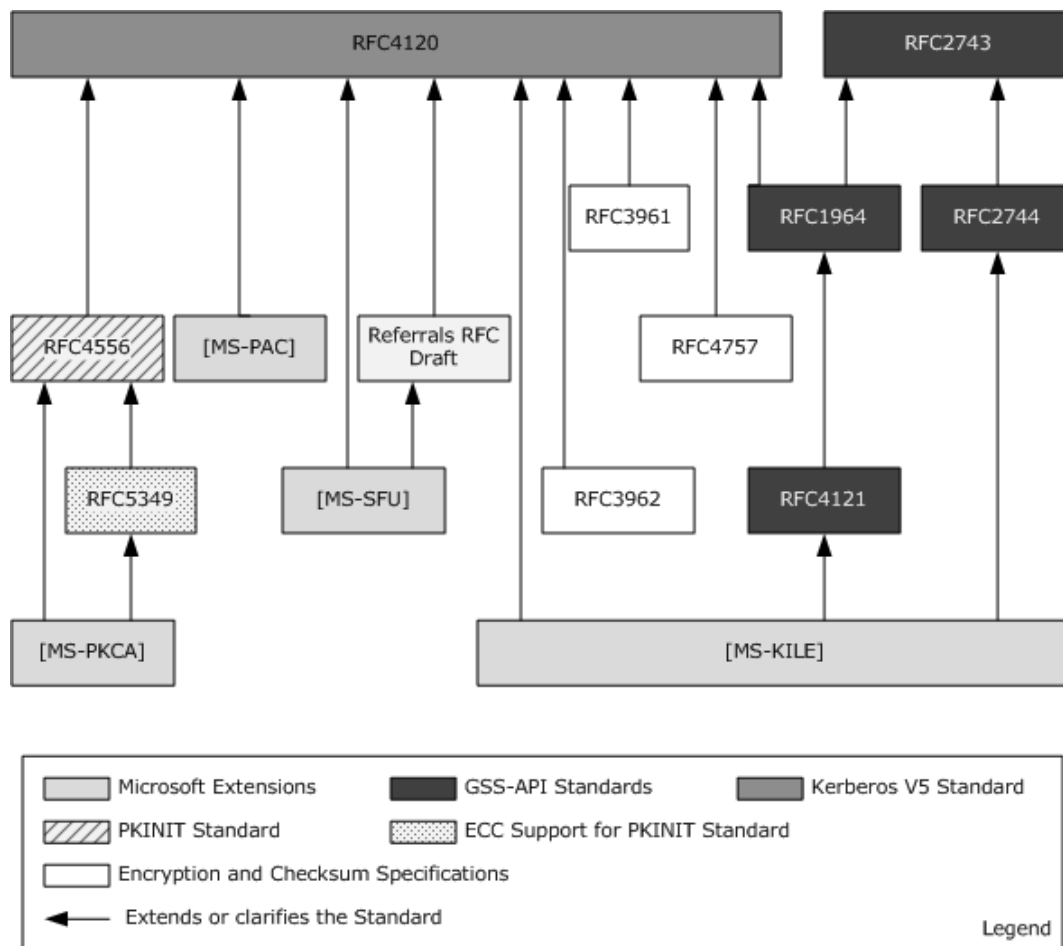 RFC4120
RFC2743
RFC3961
RFC1964
RFC2744
RFC4556
[MS-PAC]
Referrals RFC
Draft
RFC4757
RFC5349
[MS-SFU]
RFC3962
RFC4121
[MS-PKCA]
[MS-KILE]
Microsoft Extensions
GSS-API Standards
Kerberos V5 Standard
PKINIT Standard
ECC Support for PKINIT Standard
Encryption and Checksum Specifications
Extends or clarifies the Standard
Legend